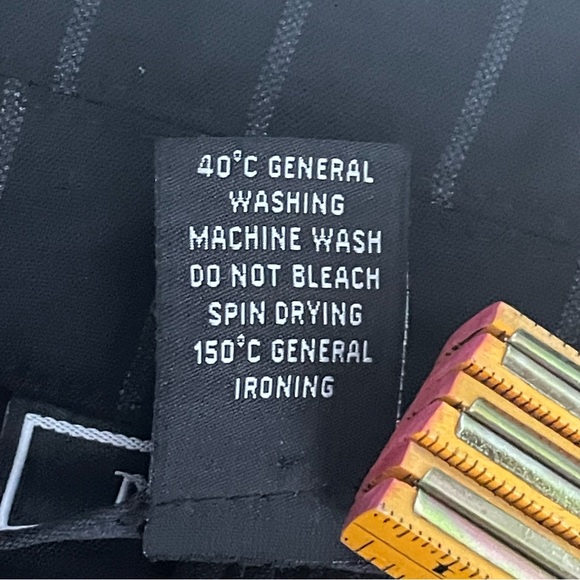 40°C GENERAL
WASHING
MACHINE WASH
DO NOT BLEACH
SPIN DRYING
150°C GENERAL
IRONING